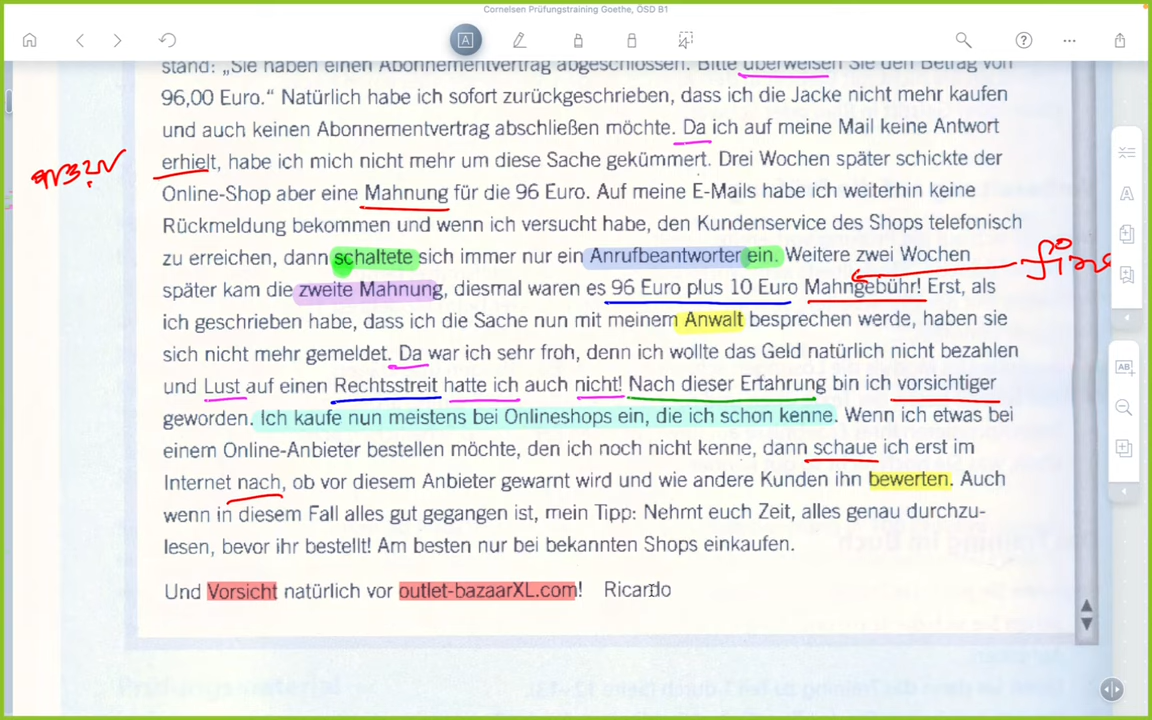 Cornelsen Prüfungstraining Goethe, ÖSD B1
stand: „Sie haben einen Abonnementvertrag abgeschlossen. Bitte überweisen Sie den Betrag von
96,00 Euro.“ Natürlich habe ich sofort zurückgeschrieben, dass ich die Jacke nicht mehr kaufen
und auch keinen Abonnementvertrag abschließen möchte. Da ich auf meine Mail keine Antwort
erhielt, habe ich mich nicht mehr um diese Sache gekümmert. Drei Wochen später schickte der
Online-Shop aber eine Mahnung für die 96 Euro. Auf meine E-Mails habe ich weiterhin keine
Rückmeldung bekommen und wenn ich versucht habe, den Kundenservice des Shops telefonisch
zu erreichen, dann schaltete sich immer nur ein Anrufbeantworter ein. Weitere zwei Wochen
später kam die zweite Mahnung, diesmal waren es 96 Euro plus 10 Euro Mahngebühr! Erst, als
ich geschrieben habe, dass ich die Sache nun mit meinem Anwalt besprechen werde, haben sie
sich nicht mehr gemeldet. Da war ich sehr froh, denn ich wollte das Geld natürlich nicht bezahlen
und Lust auf einen Rechtsstreit hatte ich auch nicht! Nach dieser Erfahrung bin ich vorsichtiger
geworden. Ich kaufe nun meistens bei Onlineshops ein, die ich schon kenne. Wenn ich etwas bei
einem Online-Anbieter bestellen möchte, den ich noch nicht kenne, dann schaue ich erst im
Internet nach, ob vor diesem Anbieter gewarnt wird und wie andere Kunden ihn bewerten. Auch
wenn in diesem Fall alles gut gegangen ist, mein Tipp: Nehmt euch Zeit, alles genau durchzu-
lesen, bevor ihr bestellt! Am besten nur bei bekannten Shops einkaufen.
Und Vorsicht natürlich vor outlet-bazaarXL.com! Ricardo